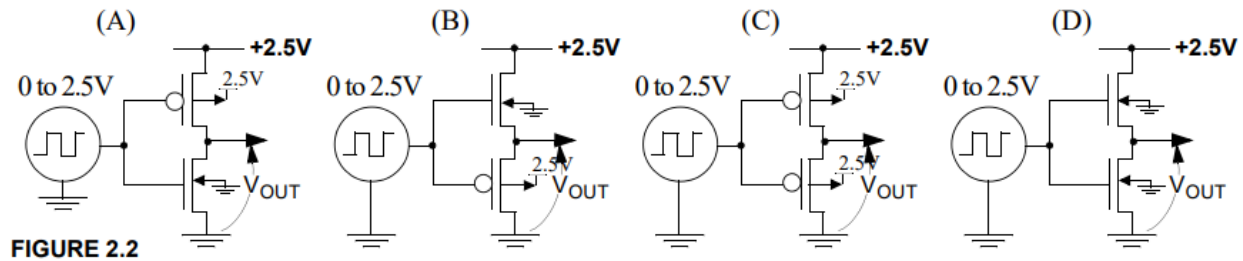 (A) (B) (C) (D)
+2.5V +2.5V +2.5V +2.5V
0 to 2.5V 2.5V 0 to 2.5V 0 to 2.5V 2.5V 0 to 2.5V
2.5V 2.5V
VOUT VOUT VOUT VOUT
FIGURE 2.2